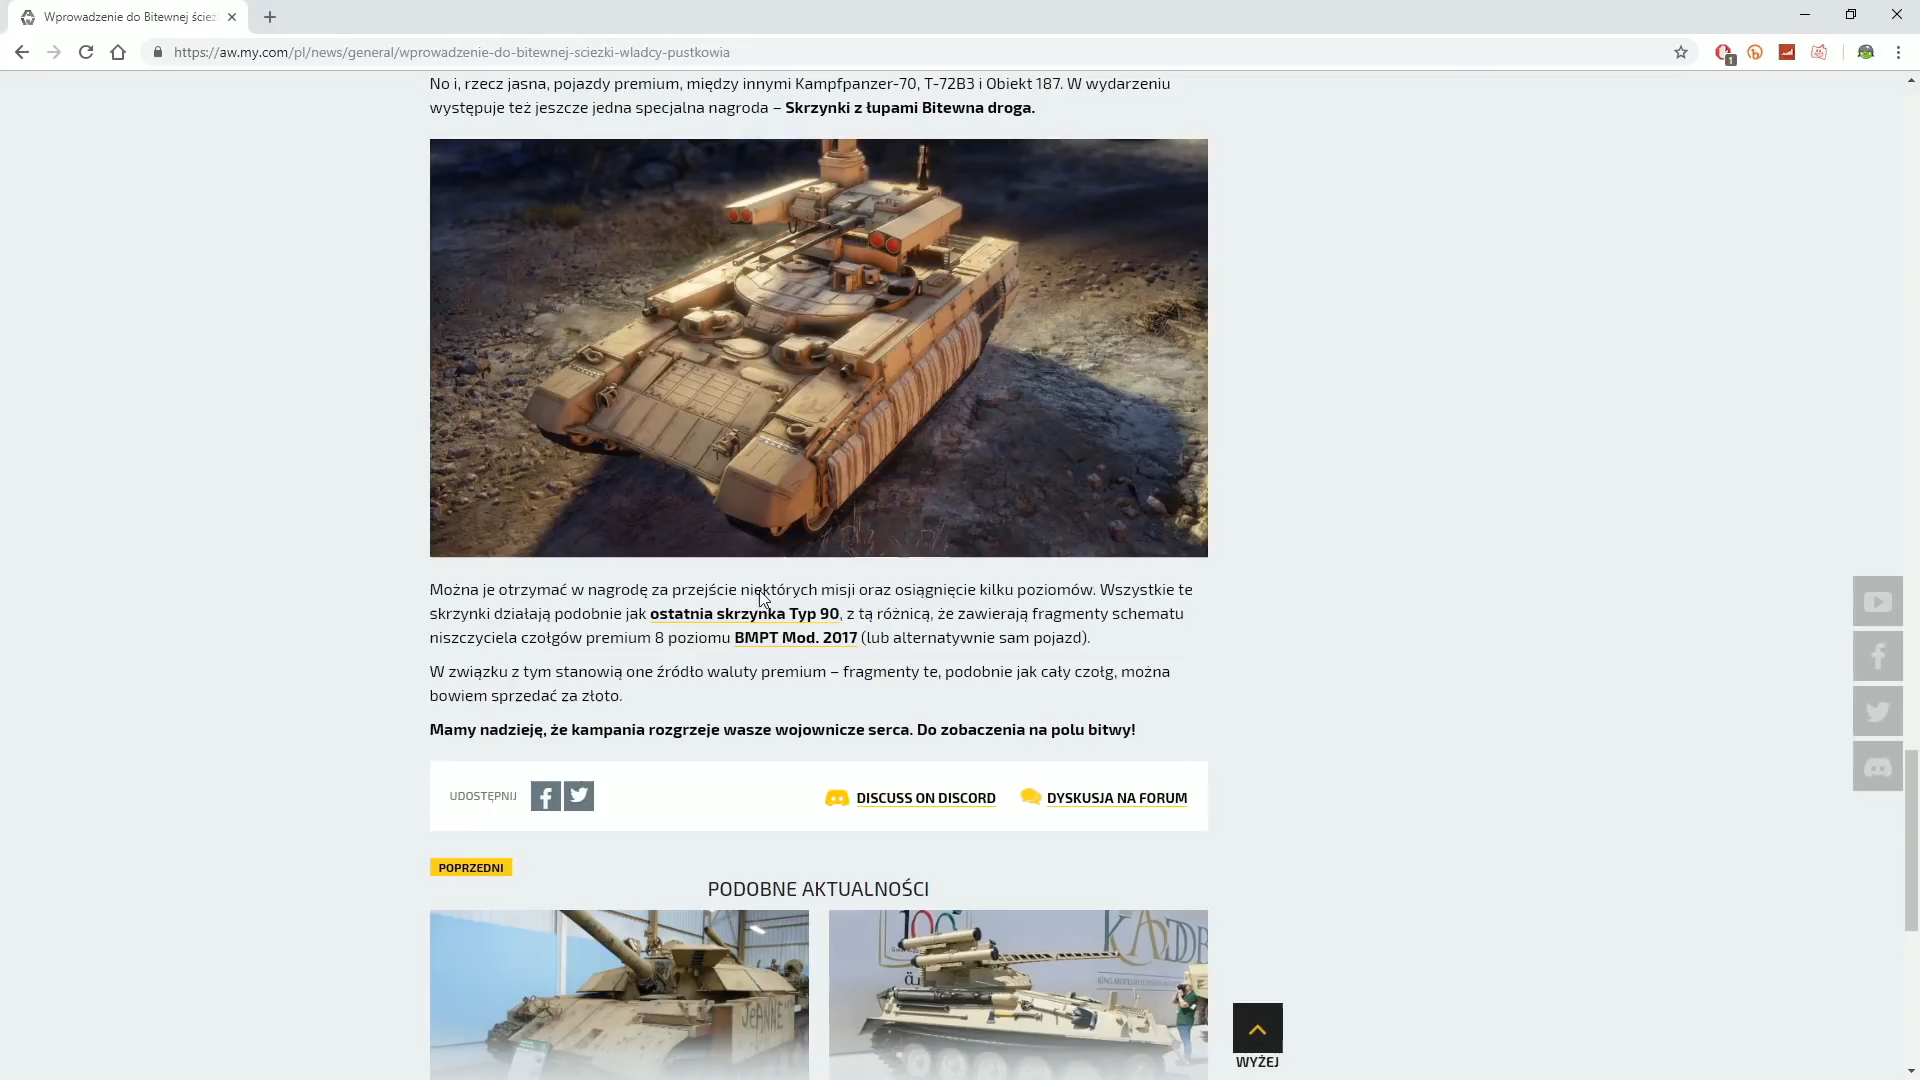 Wprowadzenie do Bitewnej ścież
https://aw.my.com/pl/news/general/wprowadzenie-do-bitewnej-sciezki-wladcy-pustkowia
1
No i, rzecz jasna, pojazdy premium, między innymi Kampfpanzer-70, T-72B3 i Obiekt 187. W wydarzeniu
występuje też jeszcze jedna specjalna nagroda – Skrzynki z łupami Bitewna droga.
Można je otrzymać w nagrodę za przejście niektórych misji oraz osiągnięcie kilku poziomów. Wszystkie te
skrzynki działają podobnie jak ostatnia skrzynka Typ 90, z tą różnicą, że zawierają fragmenty schematu
niszczyciela czołgów premium 8 poziomu BMPT Mod. 2017 (lub alternatywnie sam pojazd).
W związku z tym stanowią one źródło waluty premium – fragmenty te, podobnie jak cały czołg, można
bowiem sprzedać za złoto.
Mamy nadzieję, że kampania rozgrzeje wasze wojownicze serca. Do zobaczenia na polu bitwy!
UDOSTĘPNIJ
DISCUSS ON DISCORD
DYSKUSJA NA FORUM
POPRZEDNI
PODOBNE AKTUALNOŚCI
JEANNE
100
KADDB
WYŻEJ